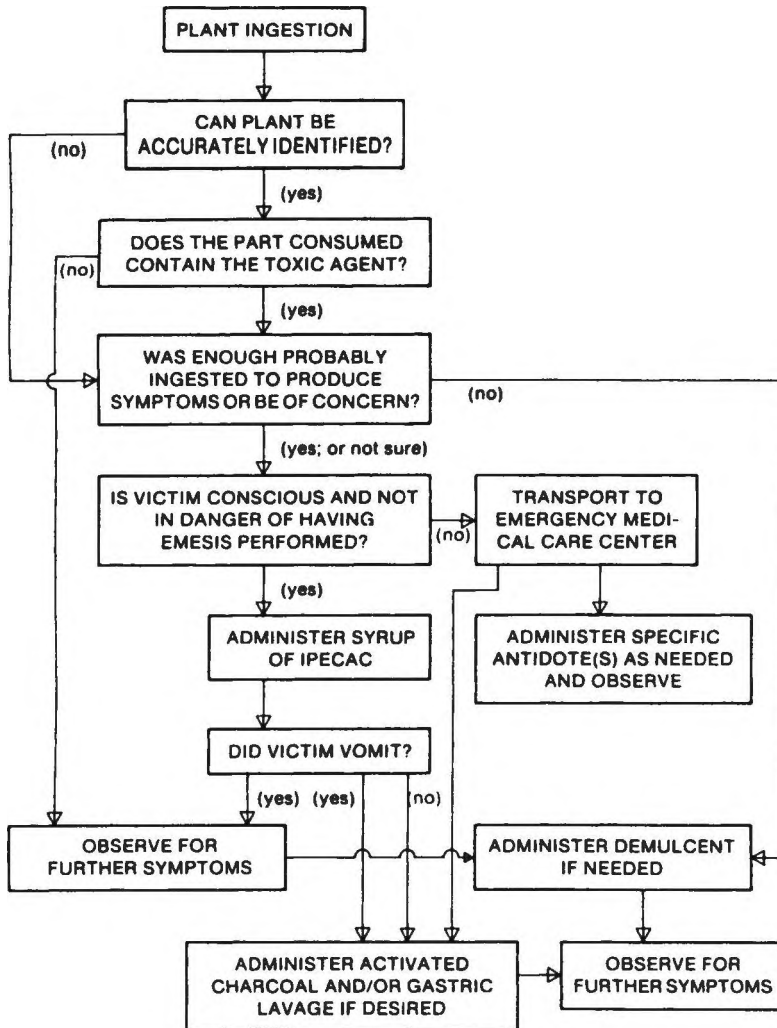 PLANT INGESTION
CAN PLANT BE
ACCURATELY IDENTIFIED?
(no)
(yes)
DOES THE PART CONSUMED
CONTAIN THE TOXIC AGENT?
(no)
(yes)
WAS ENOUGH PROBABLY
INGESTED TO PRODUCE
SYMPTOMS OR BE OF CONCERN?
(no)
(yes; or not sure)
IS VICTIM CONSCIOUS AND NOT
IN DANGER OF HAVING
EMESIS PERFORMED?
(no)
TRANSPORT TO
EMERGENCY MEDI-
CAL CARE CENTER
(yes)
ADMINISTER SYRUP
OF IPECAC
ADMINISTER SPECIFIC
ANTIDOTE(S) AS NEEDED
AND OBSERVE
DID VICTIM VOMIT?
(yes) (yes) (no)
OBSERVE FOR
FURTHER SYMPTOMS
ADMINISTER DEMULCENT
IF NEEDED
ADMINISTER ACTIVATED
CHARCOAL AND/OR GASTRIC
LAVAGE IF DESIRED
OBSERVE FOR
FURTHER SYMPTOMS